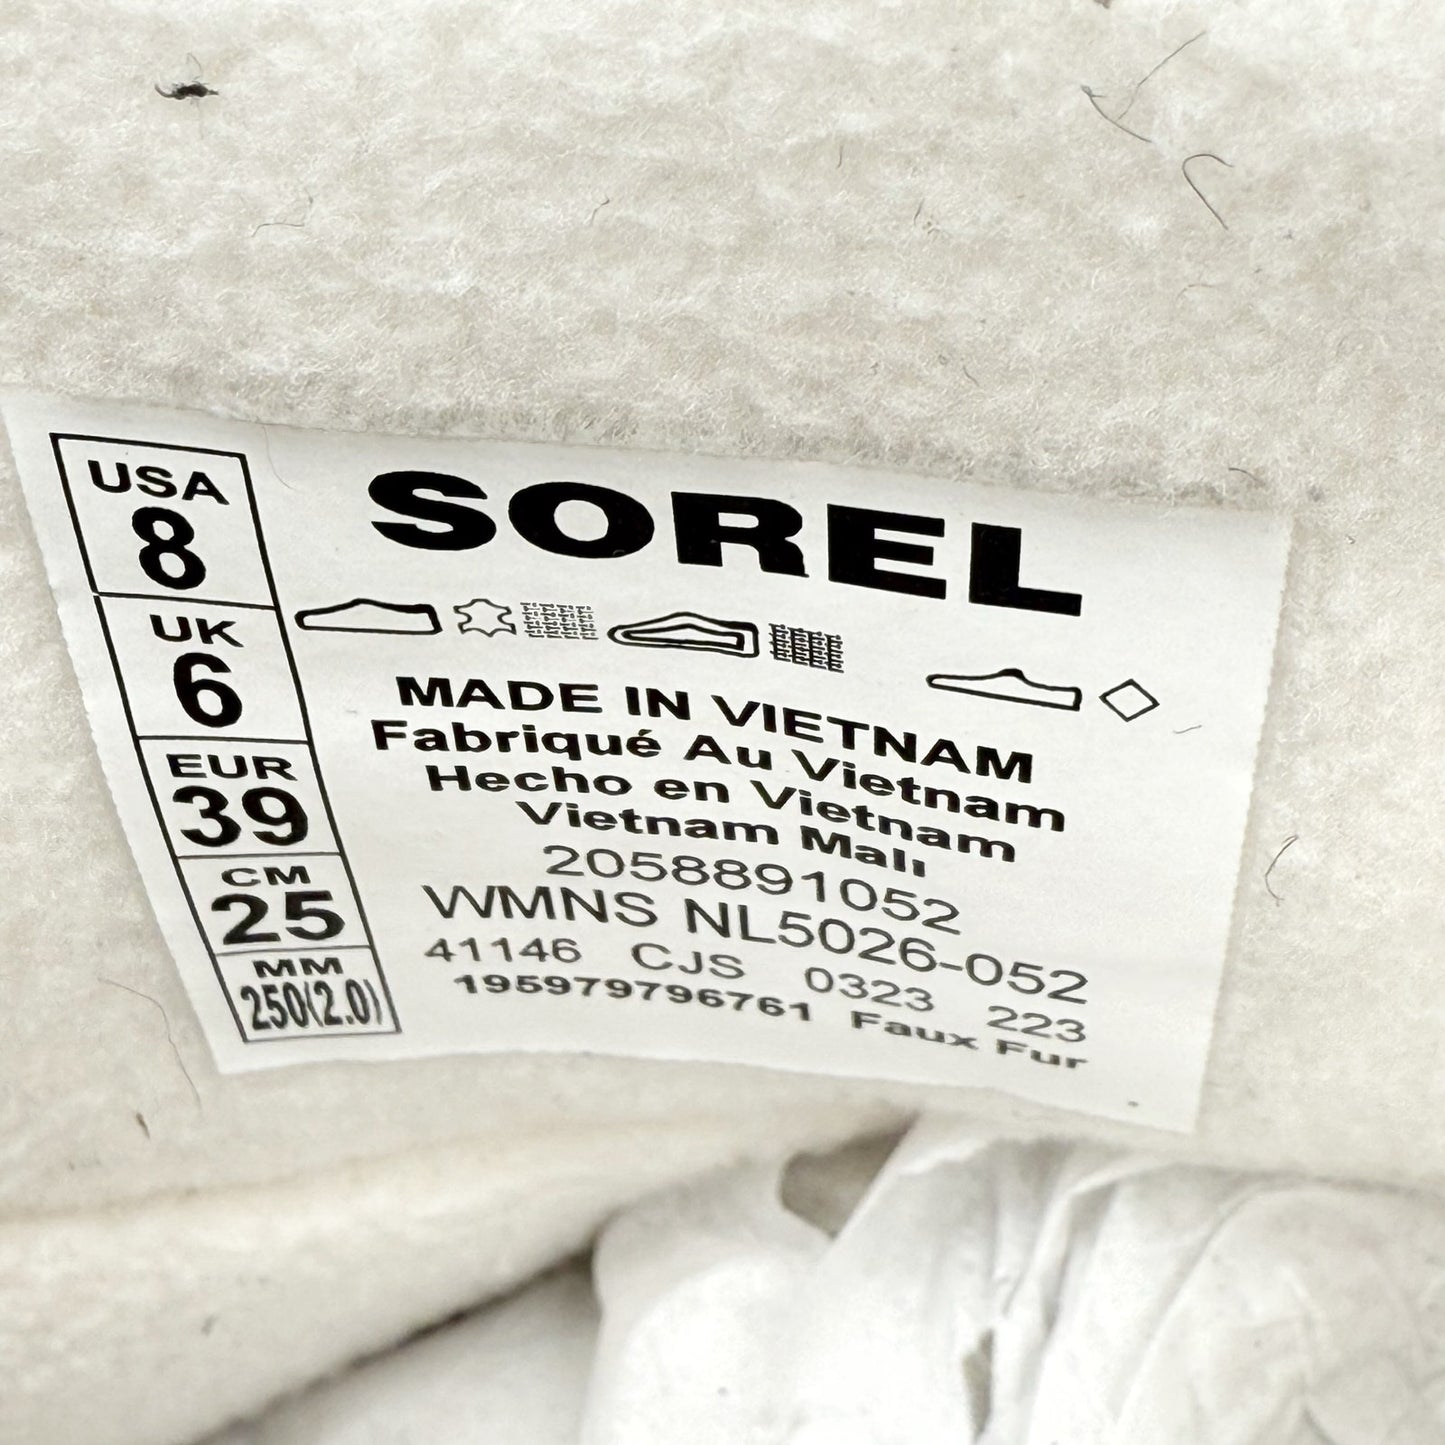 USA
8
UK
6
EUR
39
CM
25
MM
250(2.0)
SOREL
MADE IN VIETNAM
Fabriqué Au Vietnam
Hecho en Vietnam
Vietnam Malı
2058891052
WMNS NL5026-052
41146 CJS 0323 223
195979796761 Faux Fur